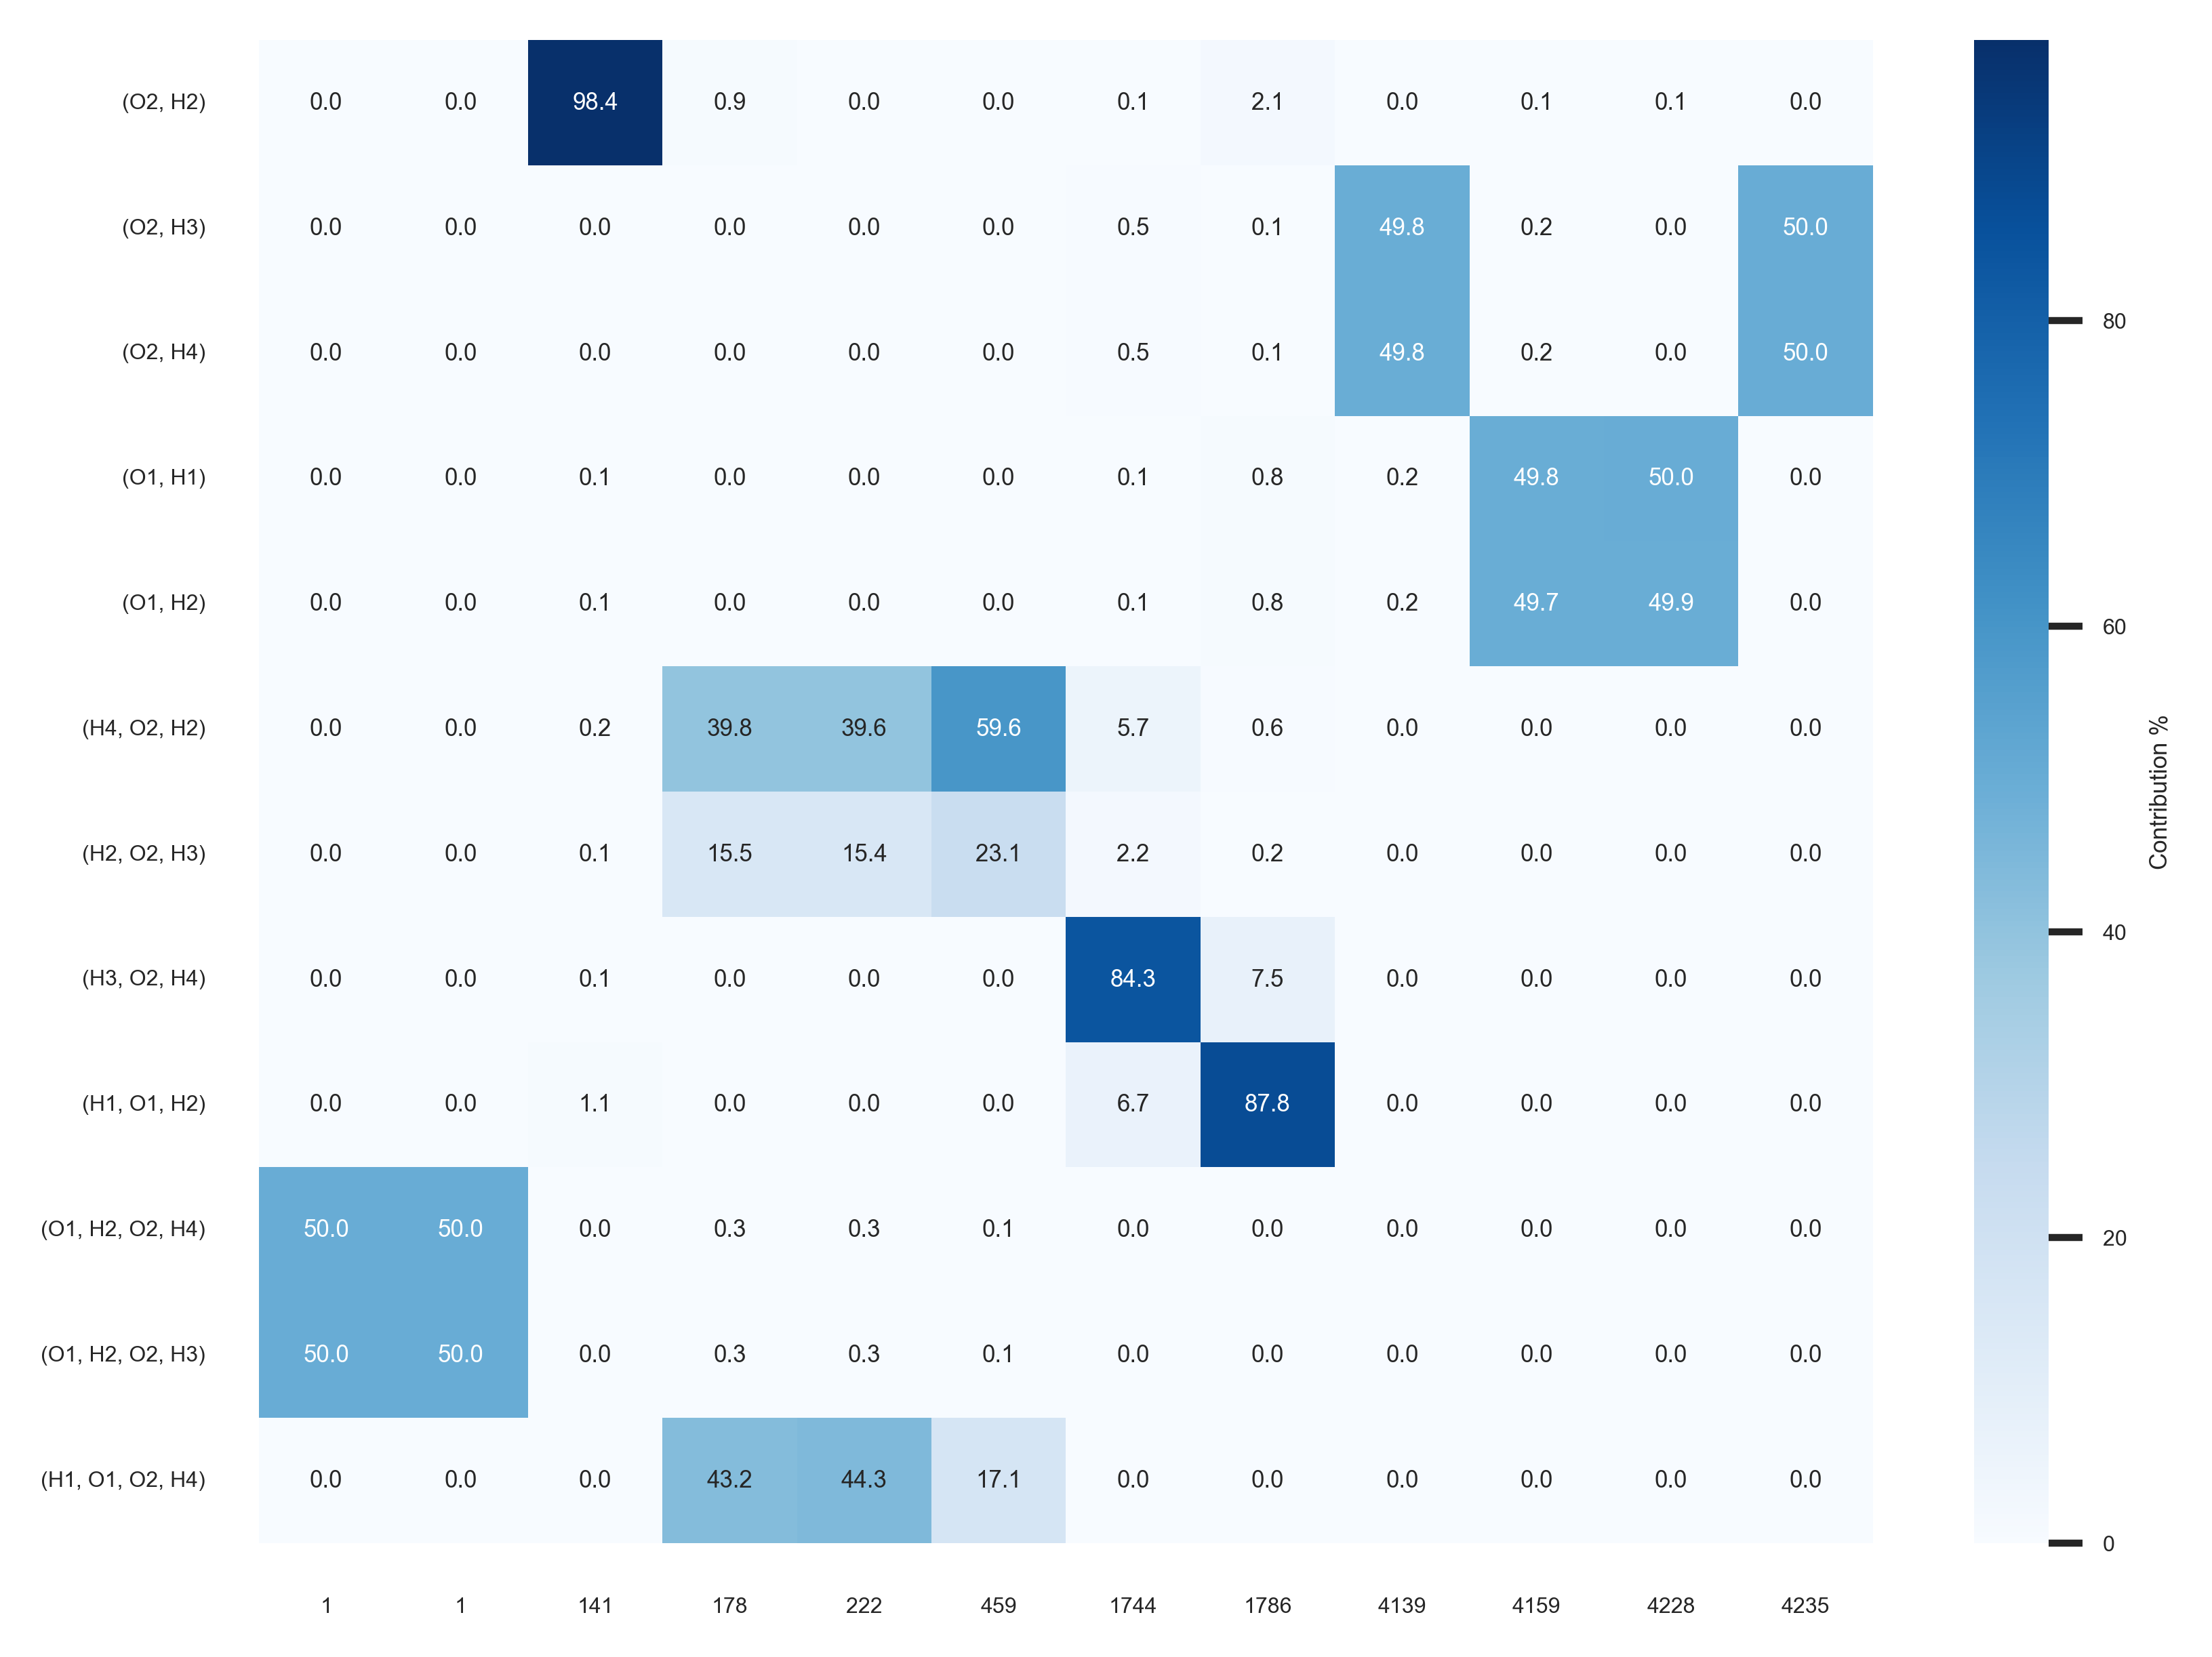 (O2, H2) 0.0 0.0 98.4 0.9 0.0 0.0 0.1 2.1 0.0 0.1 0.1 0.0
(O2, H3) 0.0 0.0 0.0 0.0 0.0 0.0 0.5 0.1 49.8 0.2 0.0 50.0
80
(O2, H4) 0.0 0.0 0.0 0.0 0.0 0.0 0.5 0.1 49.8 0.2 0.0 50.0
(O1, H1) 0.0 0.0 0.1 0.0 0.0 0.0 0.1 0.8 0.2 49.8 50.0 0.0
(O1, H2) 0.0 0.0 0.1 0.0 0.0 0.0 0.1 0.8 0.2 49.7 49.9 0.0
60
(H4, O2, H2) 0.0 0.0 0.2 39.8 39.6 59.6 5.7 0.6 0.0 0.0 0.0 0.0
Contribution %
(H2, O2, H3) 0.0 0.0 0.1 15.5 15.4 23.1 2.2 0.2 0.0 0.0 0.0 0.0
40
(H3, O2, H4) 0.0 0.0 0.1 0.0 0.0 0.0 84.3 7.5 0.0 0.0 0.0 0.0
(H1, O1, H2) 0.0 0.0 1.1 0.0 0.0 0.0 6.7 87.8 0.0 0.0 0.0 0.0
(O1, H2, O2, H4) 50.0 50.0 0.0 0.3 0.3 0.1 0.0 0.0 0.0 0.0 0.0 0.0
20
(O1, H2, O2, H3) 50.0 50.0 0.0 0.3 0.3 0.1 0.0 0.0 0.0 0.0 0.0 0.0
(H1, O1, O2, H4) 0.0 0.0 0.0 43.2 44.3 17.1 0.0 0.0 0.0 0.0 0.0 0.0
0
1 1 141 178 222 459 1744 1786 4139 4159 4228 4235